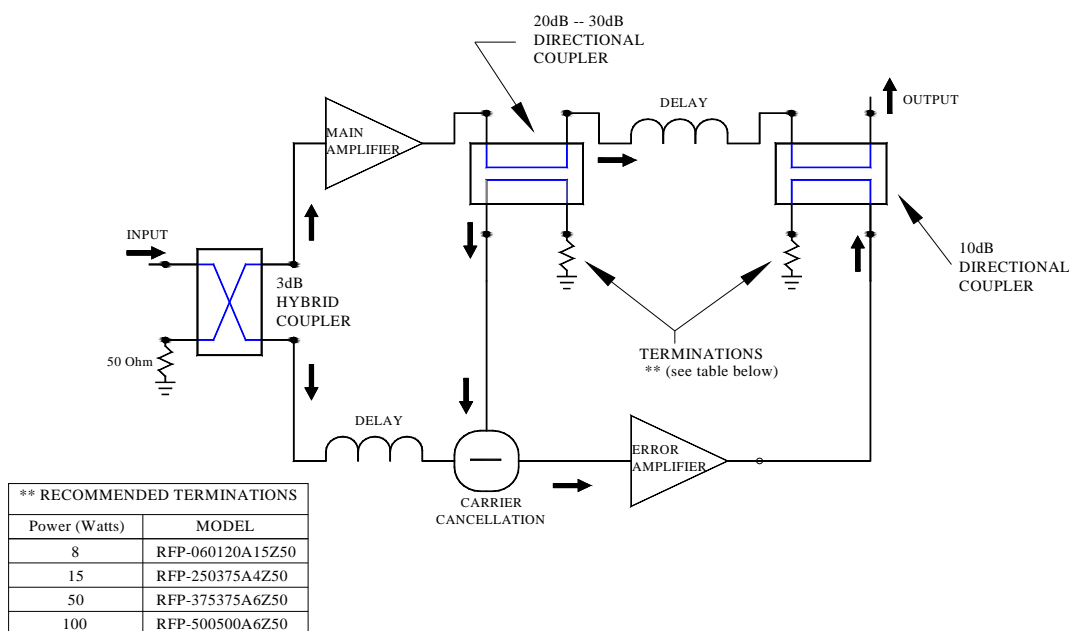 20dB -- 30dB
DIRECTIONAL
COUPLER
DELAY
OUTPUT
MAIN
AMPLIFIER
INPUT
3dB
HYBRID
COUPLER
10dB
DIRECTIONAL
COUPLER
50 Ohm
TERMINATIONS
** (see table below)
DELAY
ERROR
AMPLIFIER
CARRIER
CANCELLATION
** RECOMMENDED TERMINATIONS
Power (Watts) MODEL
8 RFP-060120A15Z50
15 RFP-250375A4Z50
50 RFP-375375A6Z50
100 RFP-500500A6Z50